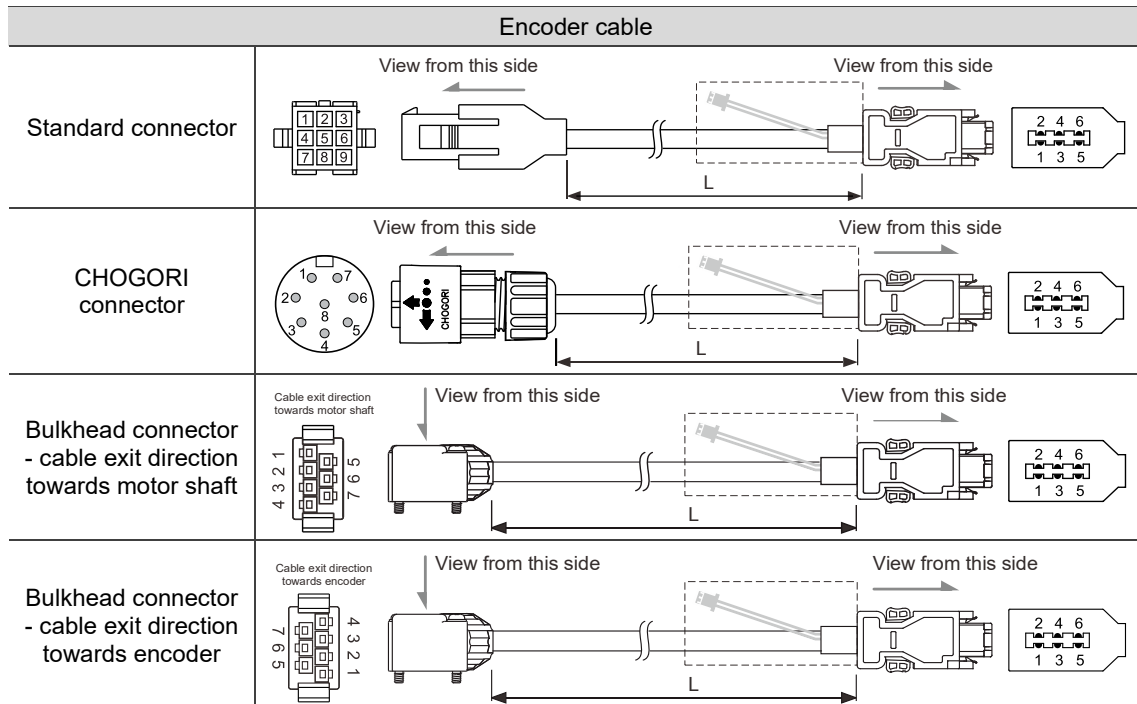 Encoder cable
Standard connector
View from this side
View from this side
1 2 3
4 5 6
7 8 9
L
2 4 6
1 3 5
CHOGORI
connector
View from this side
View from this side
1 7
2 6
8
3 5
4
CHOGORI
L
2 4 6
1 3 5
Bulkhead connector
- cable exit direction
towards motor shaft
Cable exit direction
towards motor shaft
View from this side
View from this side
4 3 2 1
7 6 5
L
2 4 6
1 3 5
Bulkhead connector
- cable exit direction
towards encoder
Cable exit direction
towards encoder
View from this side
View from this side
7 6 5
4 3 2 1
L
2 4 6
1 3 5